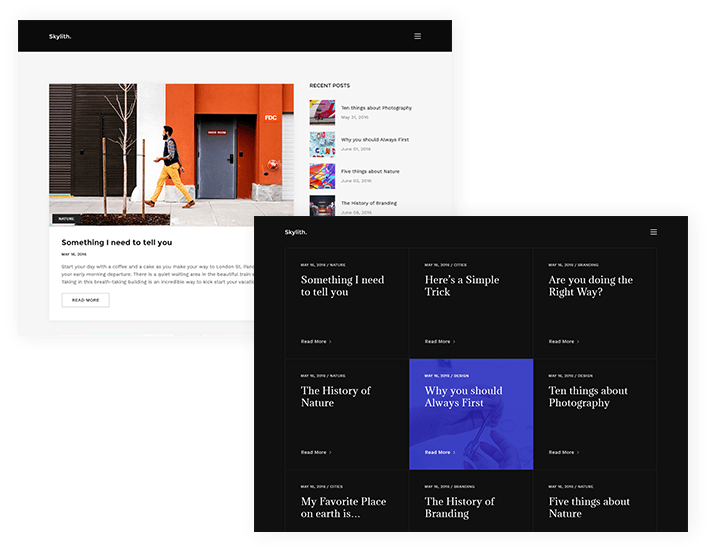 Skylith.
RECENT POSTS
Ten things about Photography
May 31, 2016
Why you should Always First
June 01, 2016
Five things about Nature
June 03, 2016
The History of Branding
June 05, 2016
FDC
NATURE
Something I need to tell you
MAY 16, 2016
Start your day with a coffee and a cake as you make your way to London St, Panc
your early morning departure. There is a quiet waiting area in the beautiful train s
Taking in this breath-taking building is an incredible way to kick start your vacati
READ MORE
Skylith.
MAY 16, 2016 / NATURE
Something I need
to tell you
Read More
MAY 16, 2016 / CITIES
Here's a Simple
Trick
Read More
MAY 16, 2016 / BRANDING
Are you doing the
Right Way?
Read More
MAY 16, 2016 / NATURE
The History of
Nature
Read More
MAY 16, 2016 / DESIGN
Why you should
Always First
Read More
MAY 16, 2016 / DESIGN
Ten things about
Photography
Read More
MAY 16, 2016 / CITIES
My Favorite Place
on earth is...
MAY 16, 2016 / BRANDING
The History of
Branding
MAY 16, 2016 / NATURE
Five things about
Nature